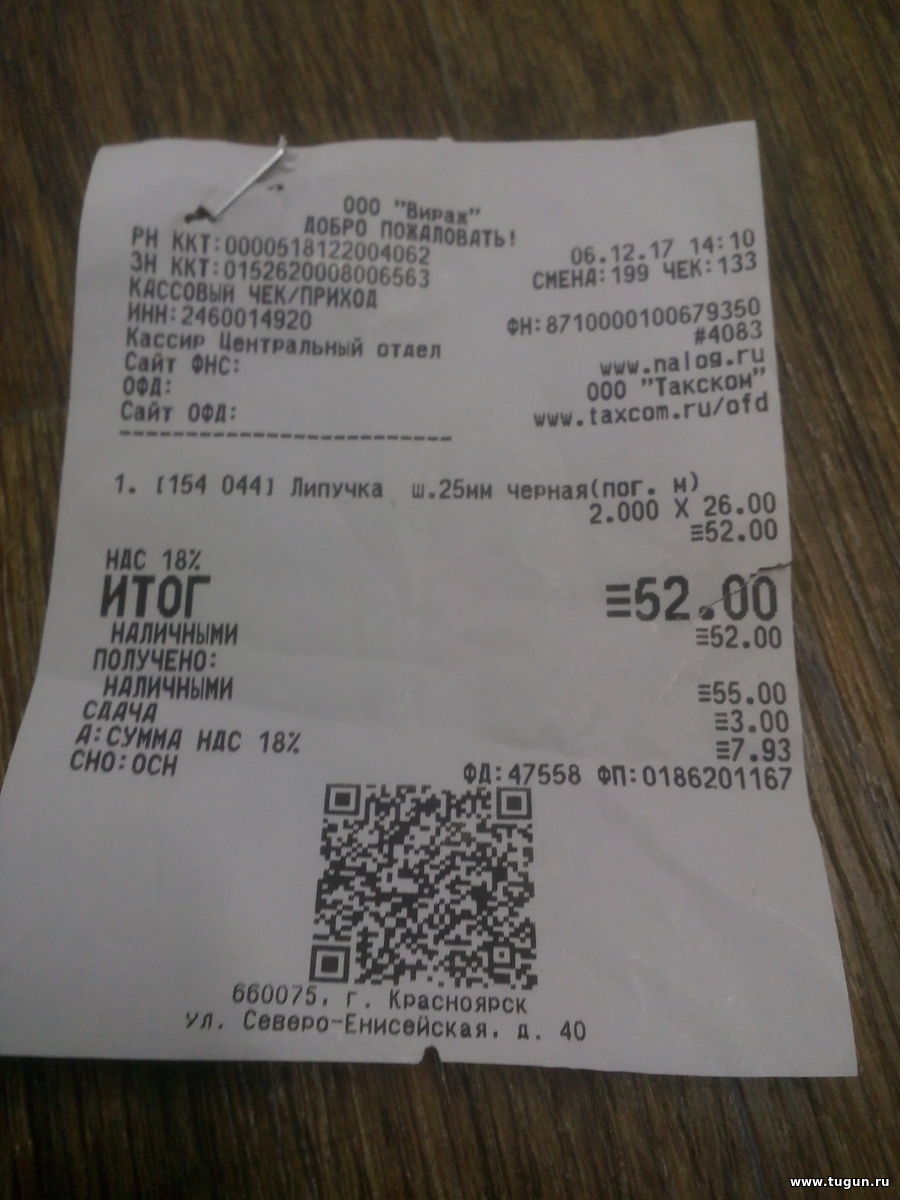 ООО "Вираж"
ДОБРО ПОЖАЛОВАТЬ!
РН ККТ:0000518122004062 06.12.17 14:10
ЗН ККТ:0152620008006563 СМЕНА:199 ЧЕК:133
КАССОВЫЙ ЧЕК/ПРИХОД
ИНН:2460014920 ФН:8710000100679350
Кассир Центральный отдел #4083
Сайт ФНС: www.nalog.ru
ОФД: ООО "Такском"
Сайт ОФД: www.taxcom.ru/ofd
1. [154 044] Липучка ш.25мм черная(пог. м)
2.000 X 26.00
≡52.00
НДС 18%
ИТОГ ≡52.00
НАЛИЧНЫМИ ≡52.00
ПОЛУЧЕНО:
НАЛИЧНЫМИ ≡55.00
СДАЧА ≡3.00
А:СУММА НДС 18% ≡7.93
СНО:ОСН ФД:47558 ФП:0186201167
660075, г. Красноярск
ул. Северо-Енисейская, д. 40
www.tugun.ru